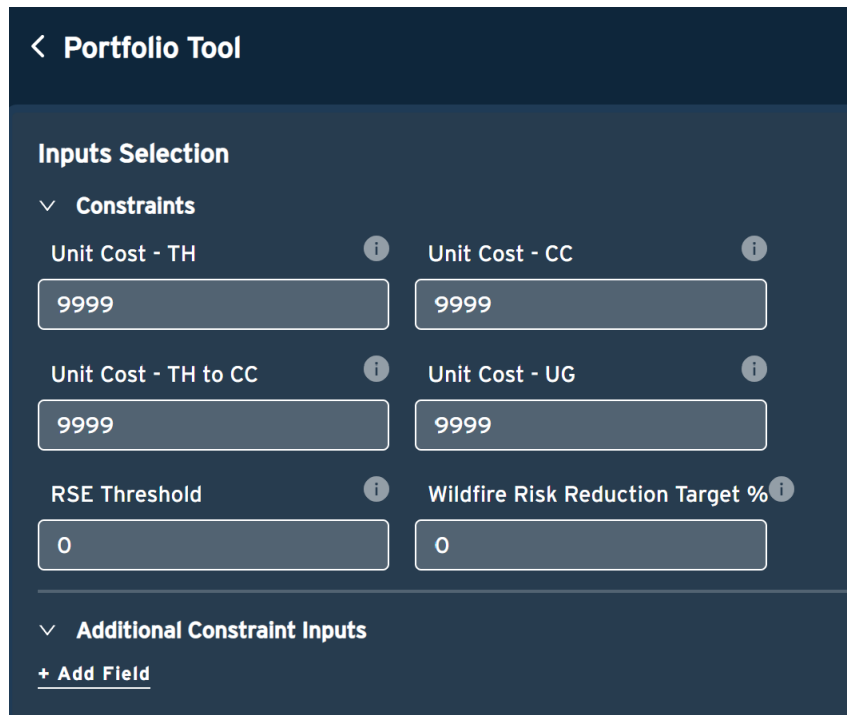 Portfolio Tool
Inputs Selection
Constraints
Unit Cost - TH
Unit Cost - CC
9999
9999
Unit Cost - TH to CC
Unit Cost - UG
9999
9999
RSE Threshold
Wildfire Risk Reduction Target %
0
0
Additional Constraint Inputs
+ Add Field